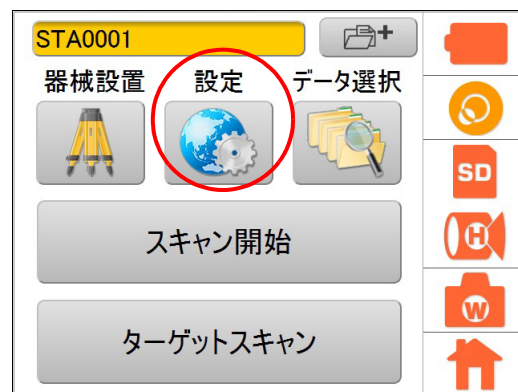 STA0001
器械設置 設定 データ選択
SD
スキャン開始
H
W
ターゲットスキャン